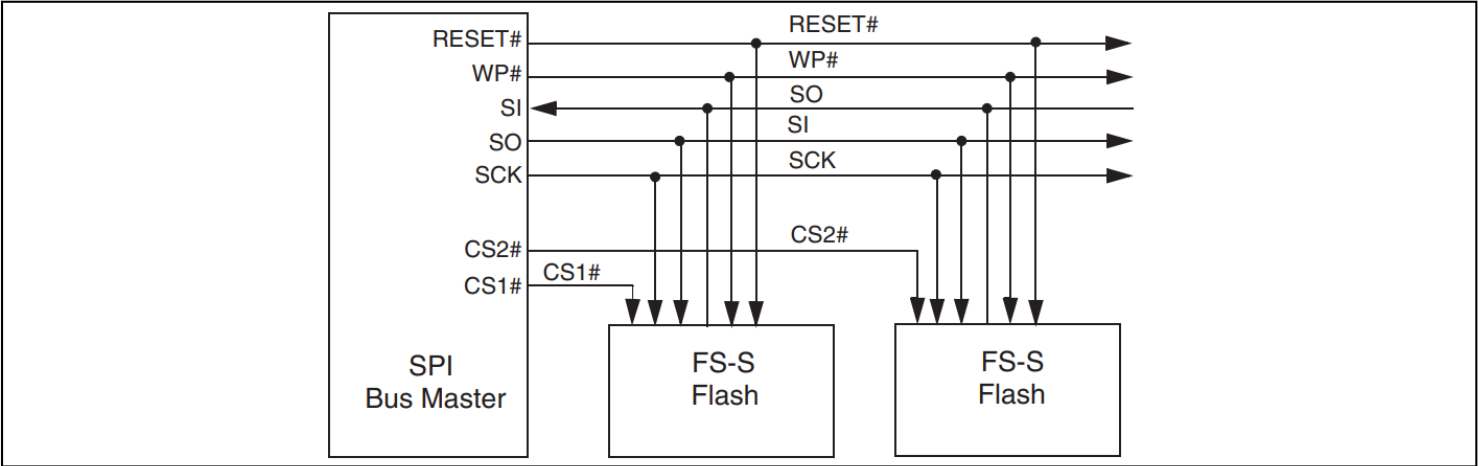 RESET#
RESET#
WP#
WP#
SI
SO
SO
SI
SCK
SCK
CS2#
CS2#
CS1#
CS1#
SPI
Bus Master
FS-S
Flash
FS-S
Flash